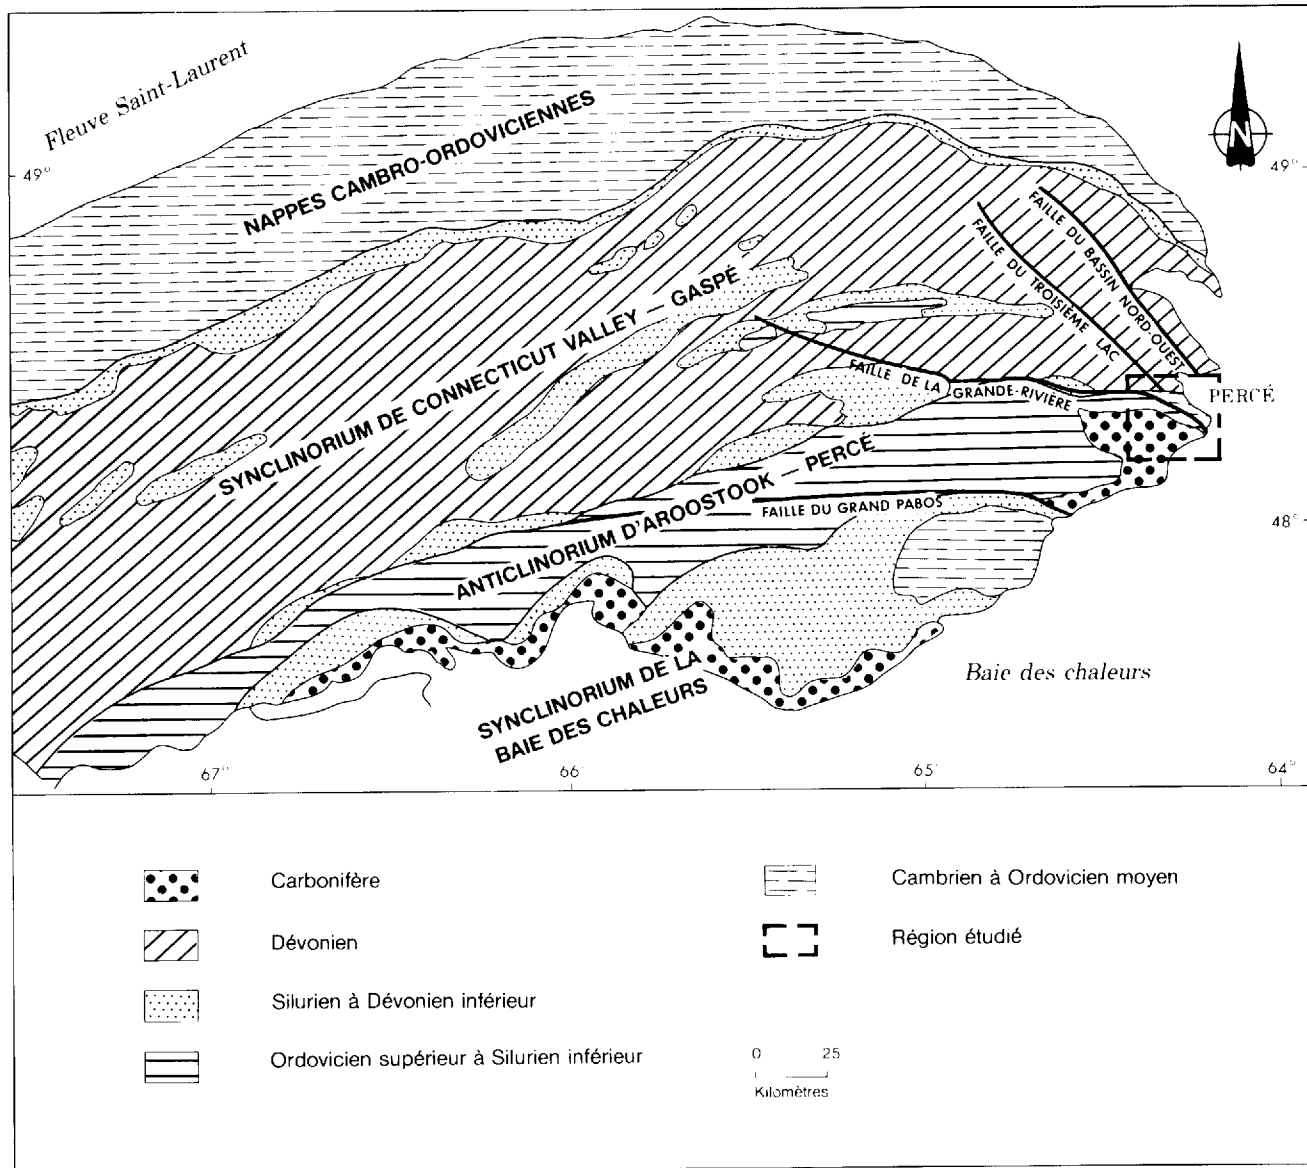 Fleuve Saint-Laurent
N
49°
49°
NAPPES CAMBRO-ORDOVICIENNES
FAILLE DU BASSIN NORD-OUEST
FAILLE DU TROISIÈME LAC
SYNCLINORIUM DE CONNECTICUT VALLEY – GASPÉ
FAILLE DE LA GRANDE-RIVIÈRE
PERCÉ
ANTICLINORIUM D'AROOSTOOK – PERCÉ
FAILLE DU GRAND PABOS
48°
Baie des chaleurs
SYNCLINORIUM DE LA
BAIE DES CHALEURS
67°
66°
65°
64°
Carbonifère
Dévonien
Silurien à Dévonien inférieur
Ordovicien supérieur à Silurien inférieur
Cambrien à Ordovicien moyen
Région étudié
0 25
Kilomètres